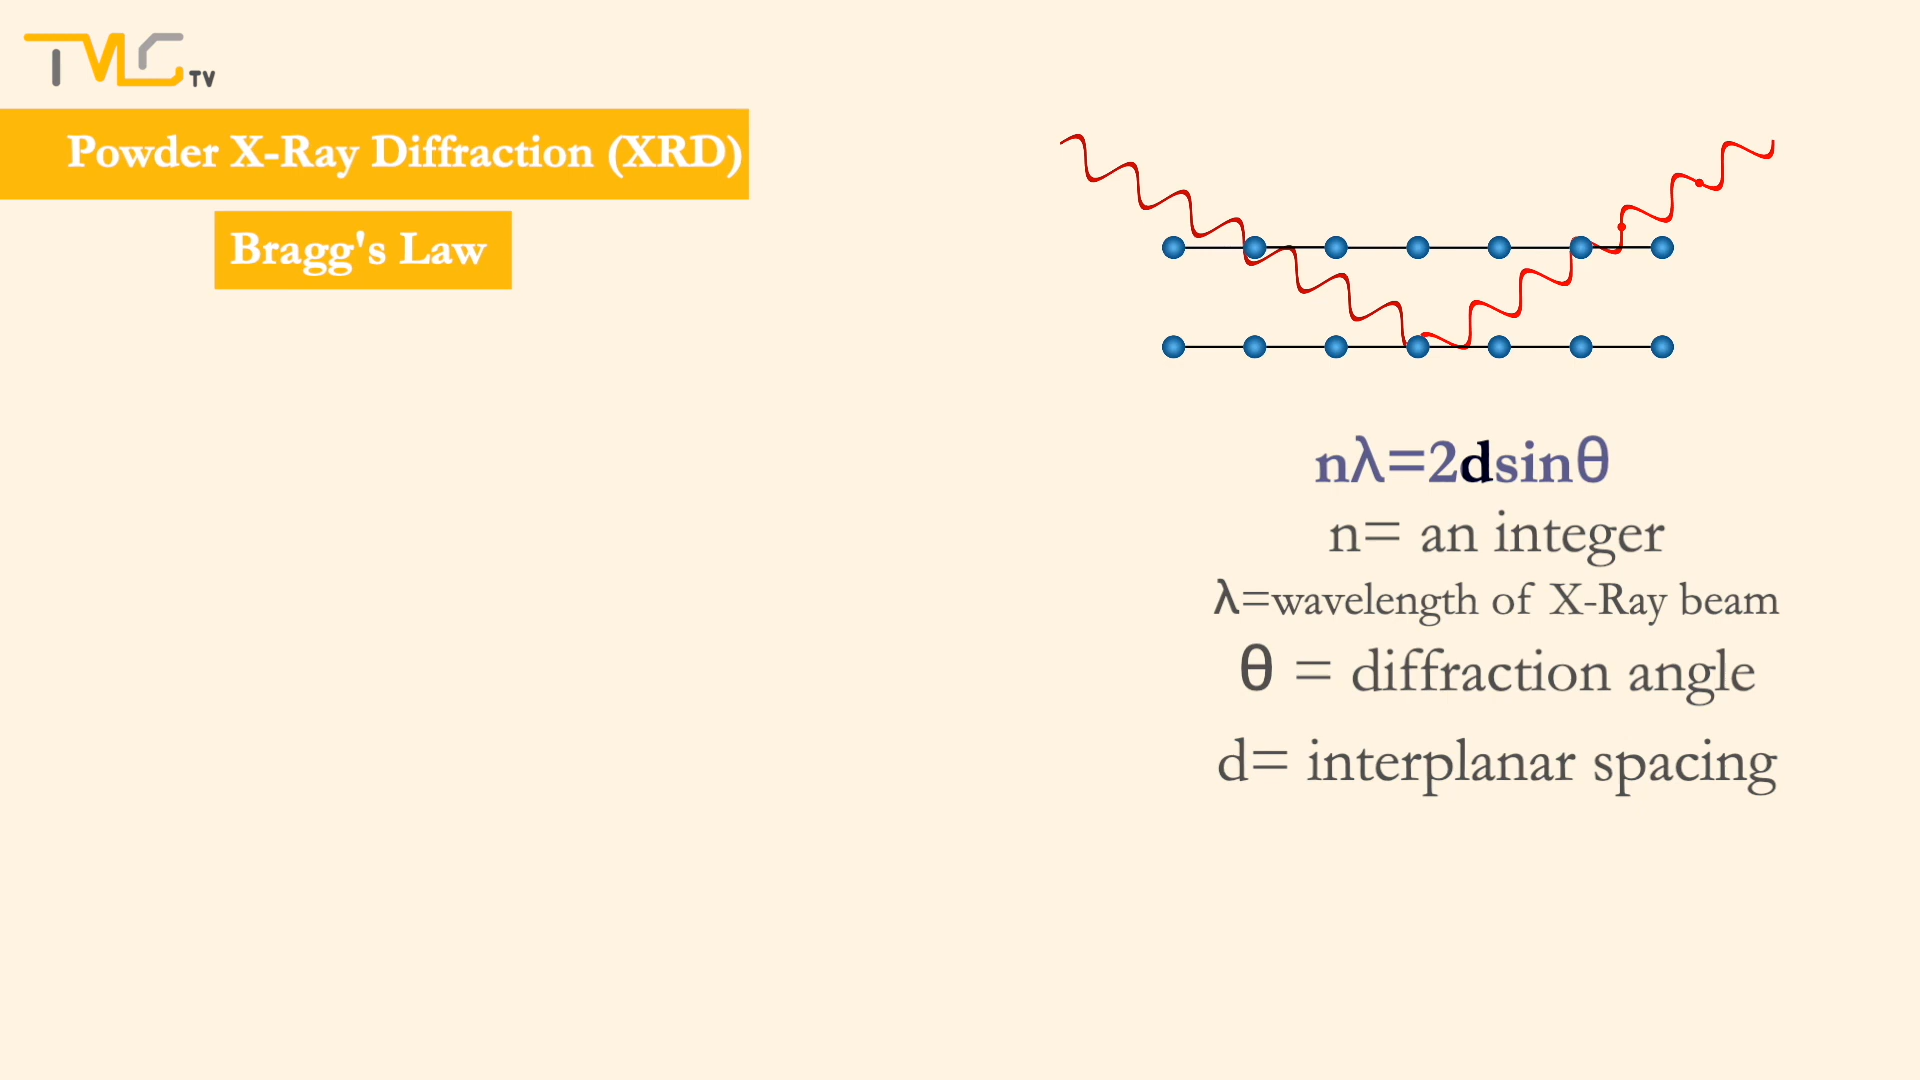 TMC TV
Powder X-Ray Diffraction (XRD)
Bragg's Law
nλ=2dsinθ
n= an integer
λ=wavelength of X-Ray beam
θ = diffraction angle
d= interplanar spacing